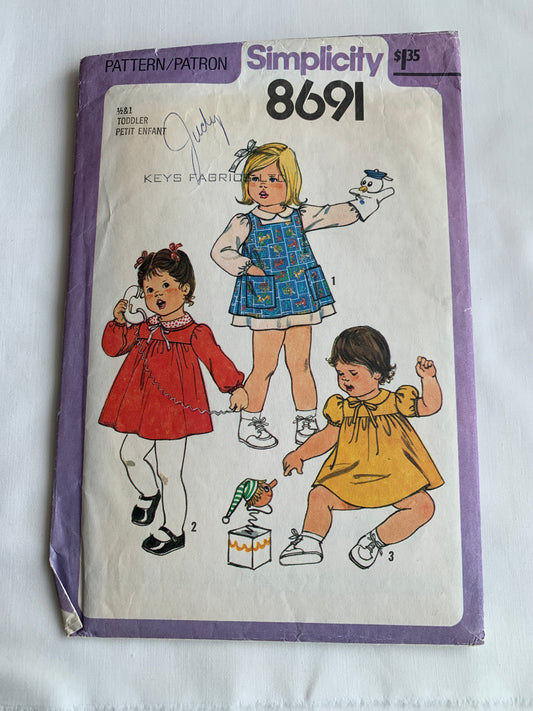 PATTERN/PATRON
Simplicity
$1.35
8691
½&1
TODDLER
PETIT ENFANT
Judy
KEYS FABRICS
1
2
3